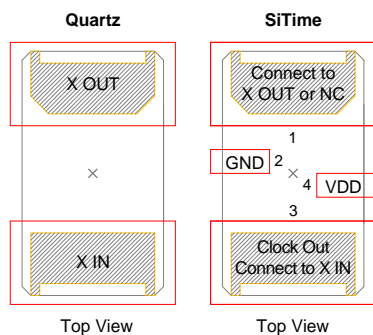 Quartz
X OUT
X IN
Top View
SiTime
Connect to
X OUT or NC
1
GND 2
4 VDD
3
Clock Out
Connect to X IN
Top View